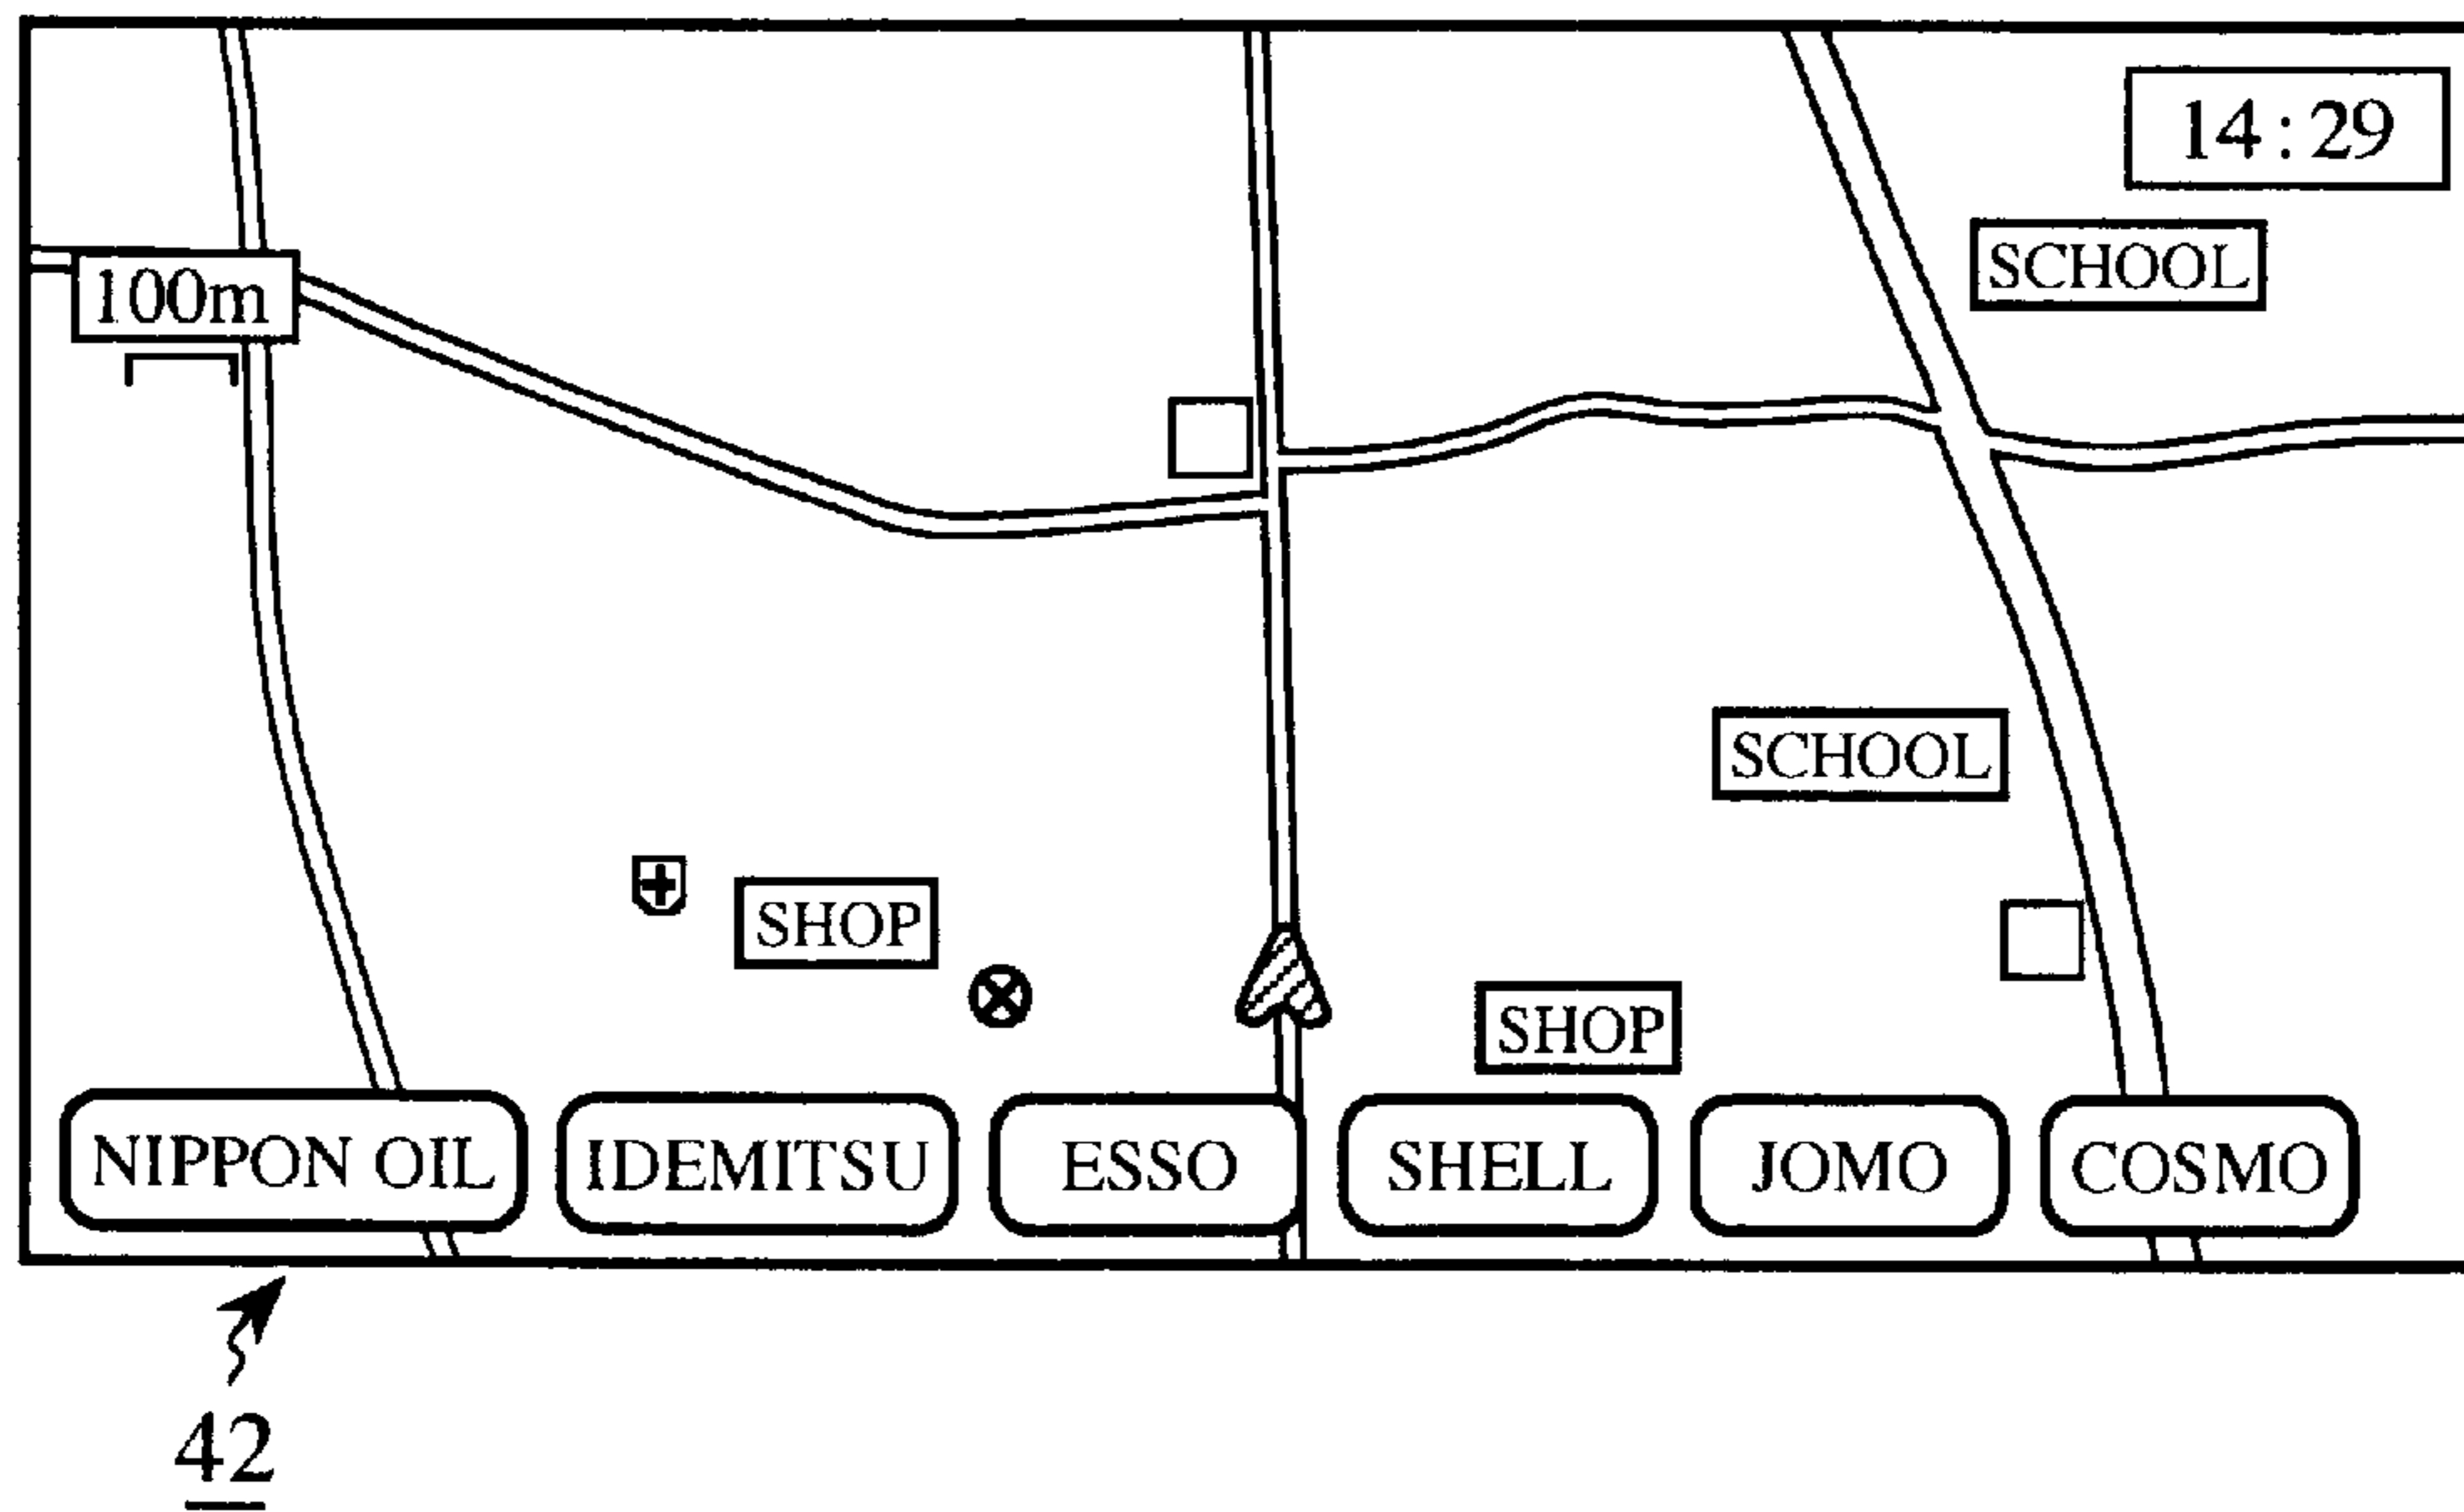 14:29
SCHOOL
100m
SCHOOL
SHOP
SHOP
NIPPON OIL IDEMITSU ESSO SHELL JOMO COSMO
42